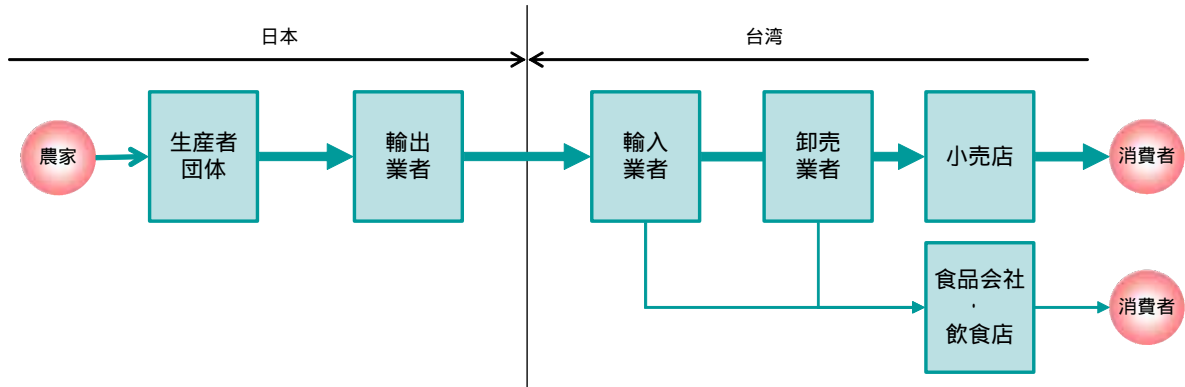 日本
台湾
農家
生産者
団体
輸出
業者
輸入
業者
卸売
業者
小売店
消費者
食品会社
・
飲食店
消費者